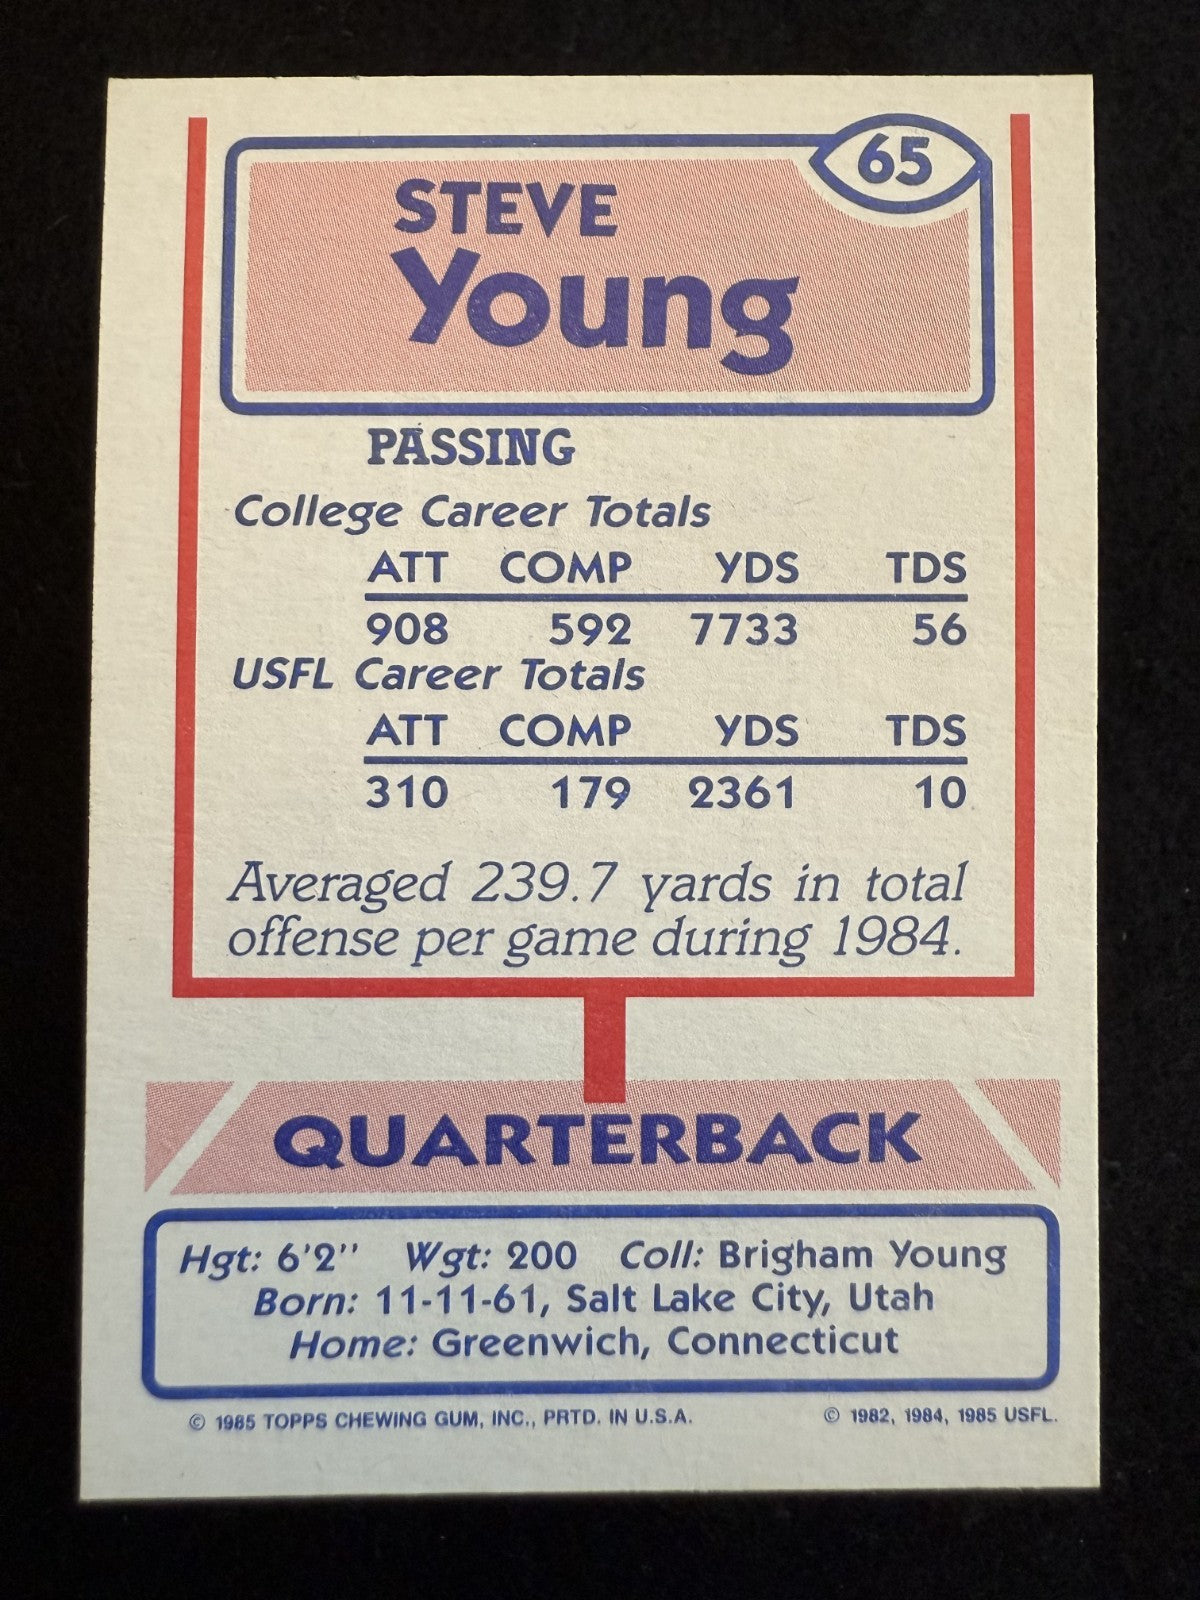 65
STEVE
Young
PASSING
College Career Totals
ATT COMP YDS TDS
908 592 7733 56
USFL Career Totals
ATT COMP YDS TDS
310 179 2361 10
Averaged 239.7 yards in total
offense per game during 1984.
QUARTERBACK
Hgt: 6'2'' Wgt: 200 Coll: Brigham Young
Born: 11-11-61, Salt Lake City, Utah
Home: Greenwich, Connecticut
© 1985 TOPPS CHEWING GUM, INC., PRTD. IN U.S.A. © 1982, 1984, 1985 USFL.